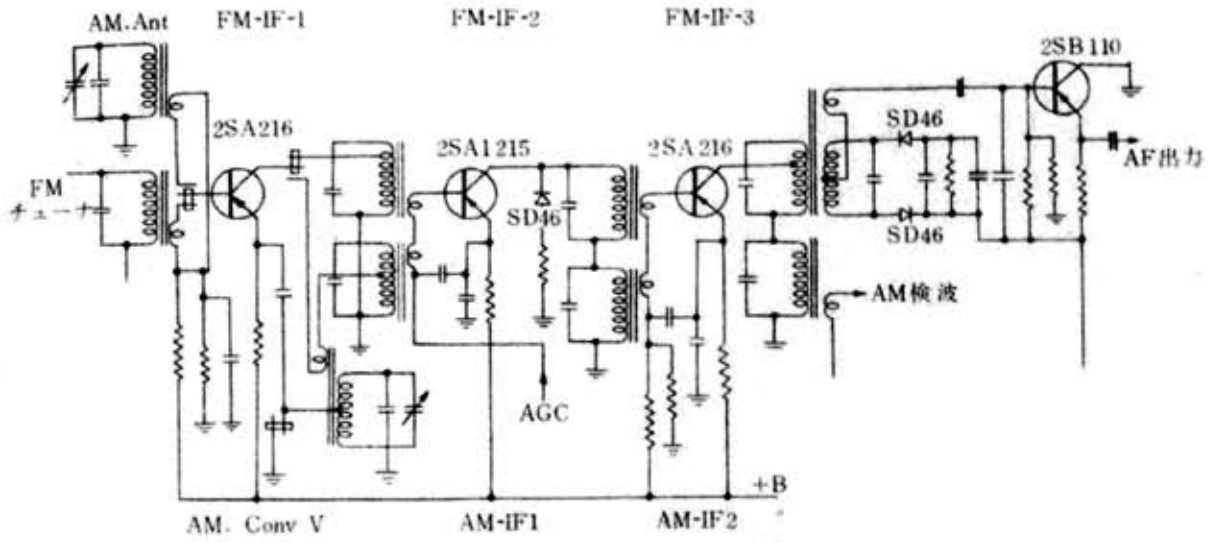 AM.Ant
FM-IF-1
FM-IF-2
FM-IF-3
2SB110
2SA216
2SA1215
2SA216
SD46
AF出力
FM
チューナ
SD46
SD46
AM検波
AGC
+B
AM. Conv V
AM-IF1
AM-IF2